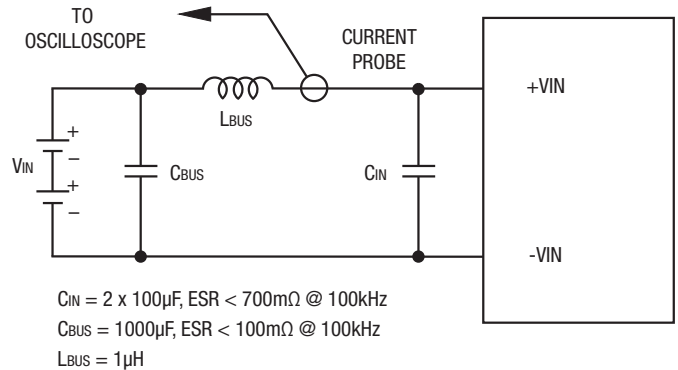 TO
OSCILLOSCOPE
CURRENT
PROBE
+VIN
LBUS
+
VIN
−
+
−
CBUS
CIN
-VIN
CIN = 2 x 100µF, ESR < 700mΩ @ 100kHz
CBUS = 1000µF, ESR < 100mΩ @ 100kHz
LBUS = 1µH